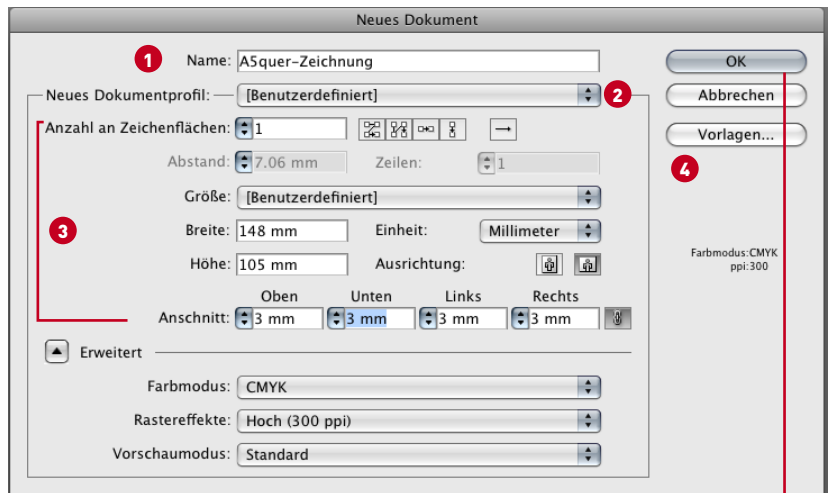 Neues Dokument
1 Name: A5quer-Zeichnung OK
Neues Dokumentprofil: [Benutzerdefiniert] 2 Abbrechen
Anzahl an Zeichenflächen: 1 Vorlagen...
Abstand: 7.06 mm Zeilen: 1 4
Größe: [Benutzerdefiniert]
3 Breite: 148 mm Einheit: Millimeter
Höhe: 105 mm Ausrichtung:
Farbmodus:CMYK
ppi:300
Oben Unten Links Rechts
Anschnitt: 3 mm 3 mm 3 mm 3 mm
Erweitert
Farbmodus: CMYK
Rastereffekte: Hoch (300 ppi)
Vorschaumodus: Standard